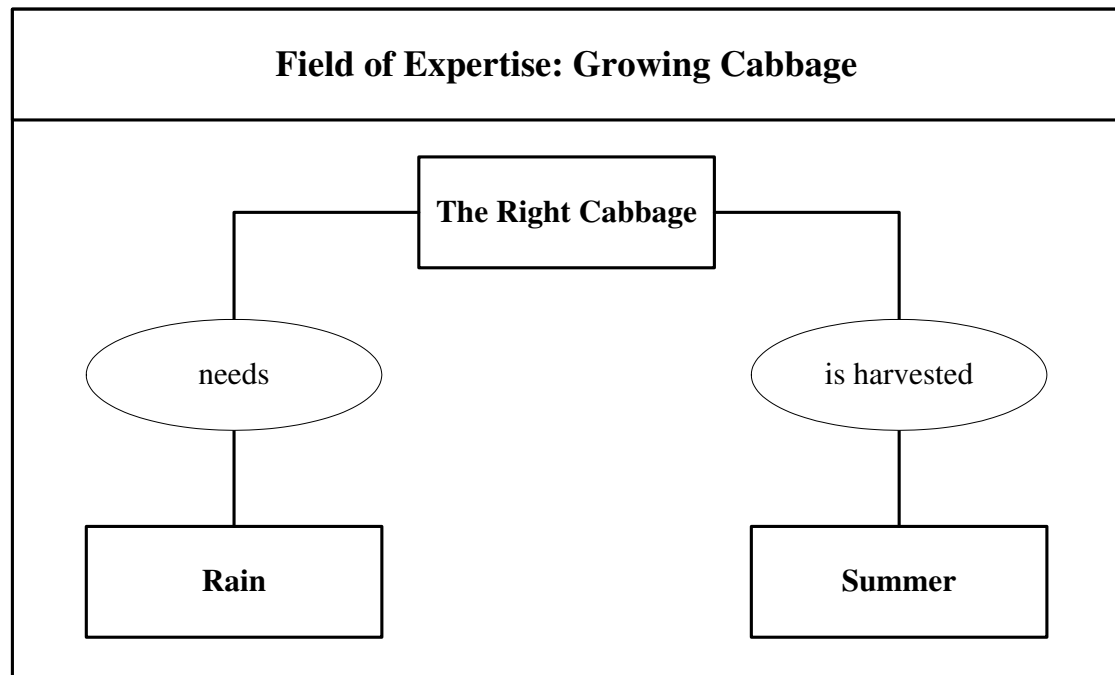 Field of Expertise: Growing Cabbage
The Right Cabbage
needs
is harvested
Rain
Summer